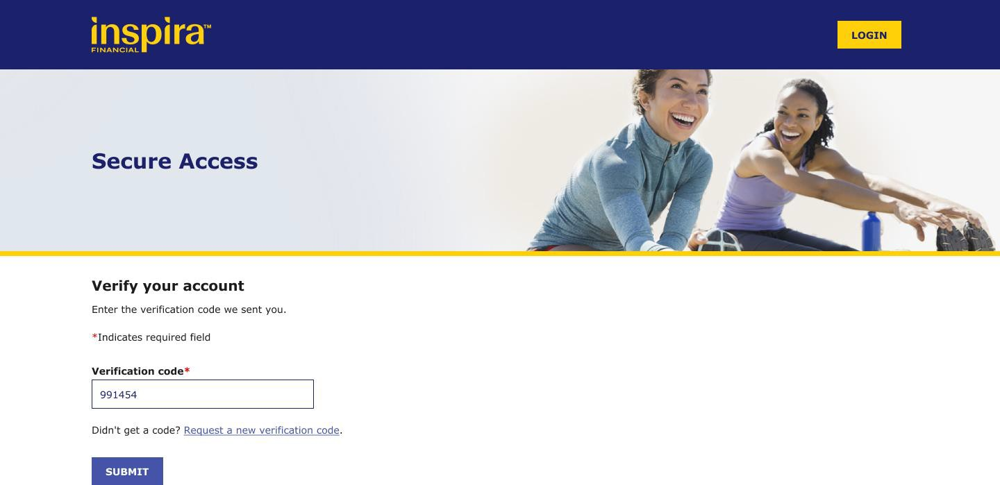 inspira™
FINANCIAL
LOGIN
Secure Access
Verify your account
Enter the verification code we sent you.
*Indicates required field
Verification code*
991454
Didn't get a code? Request a new verification code.
SUBMIT